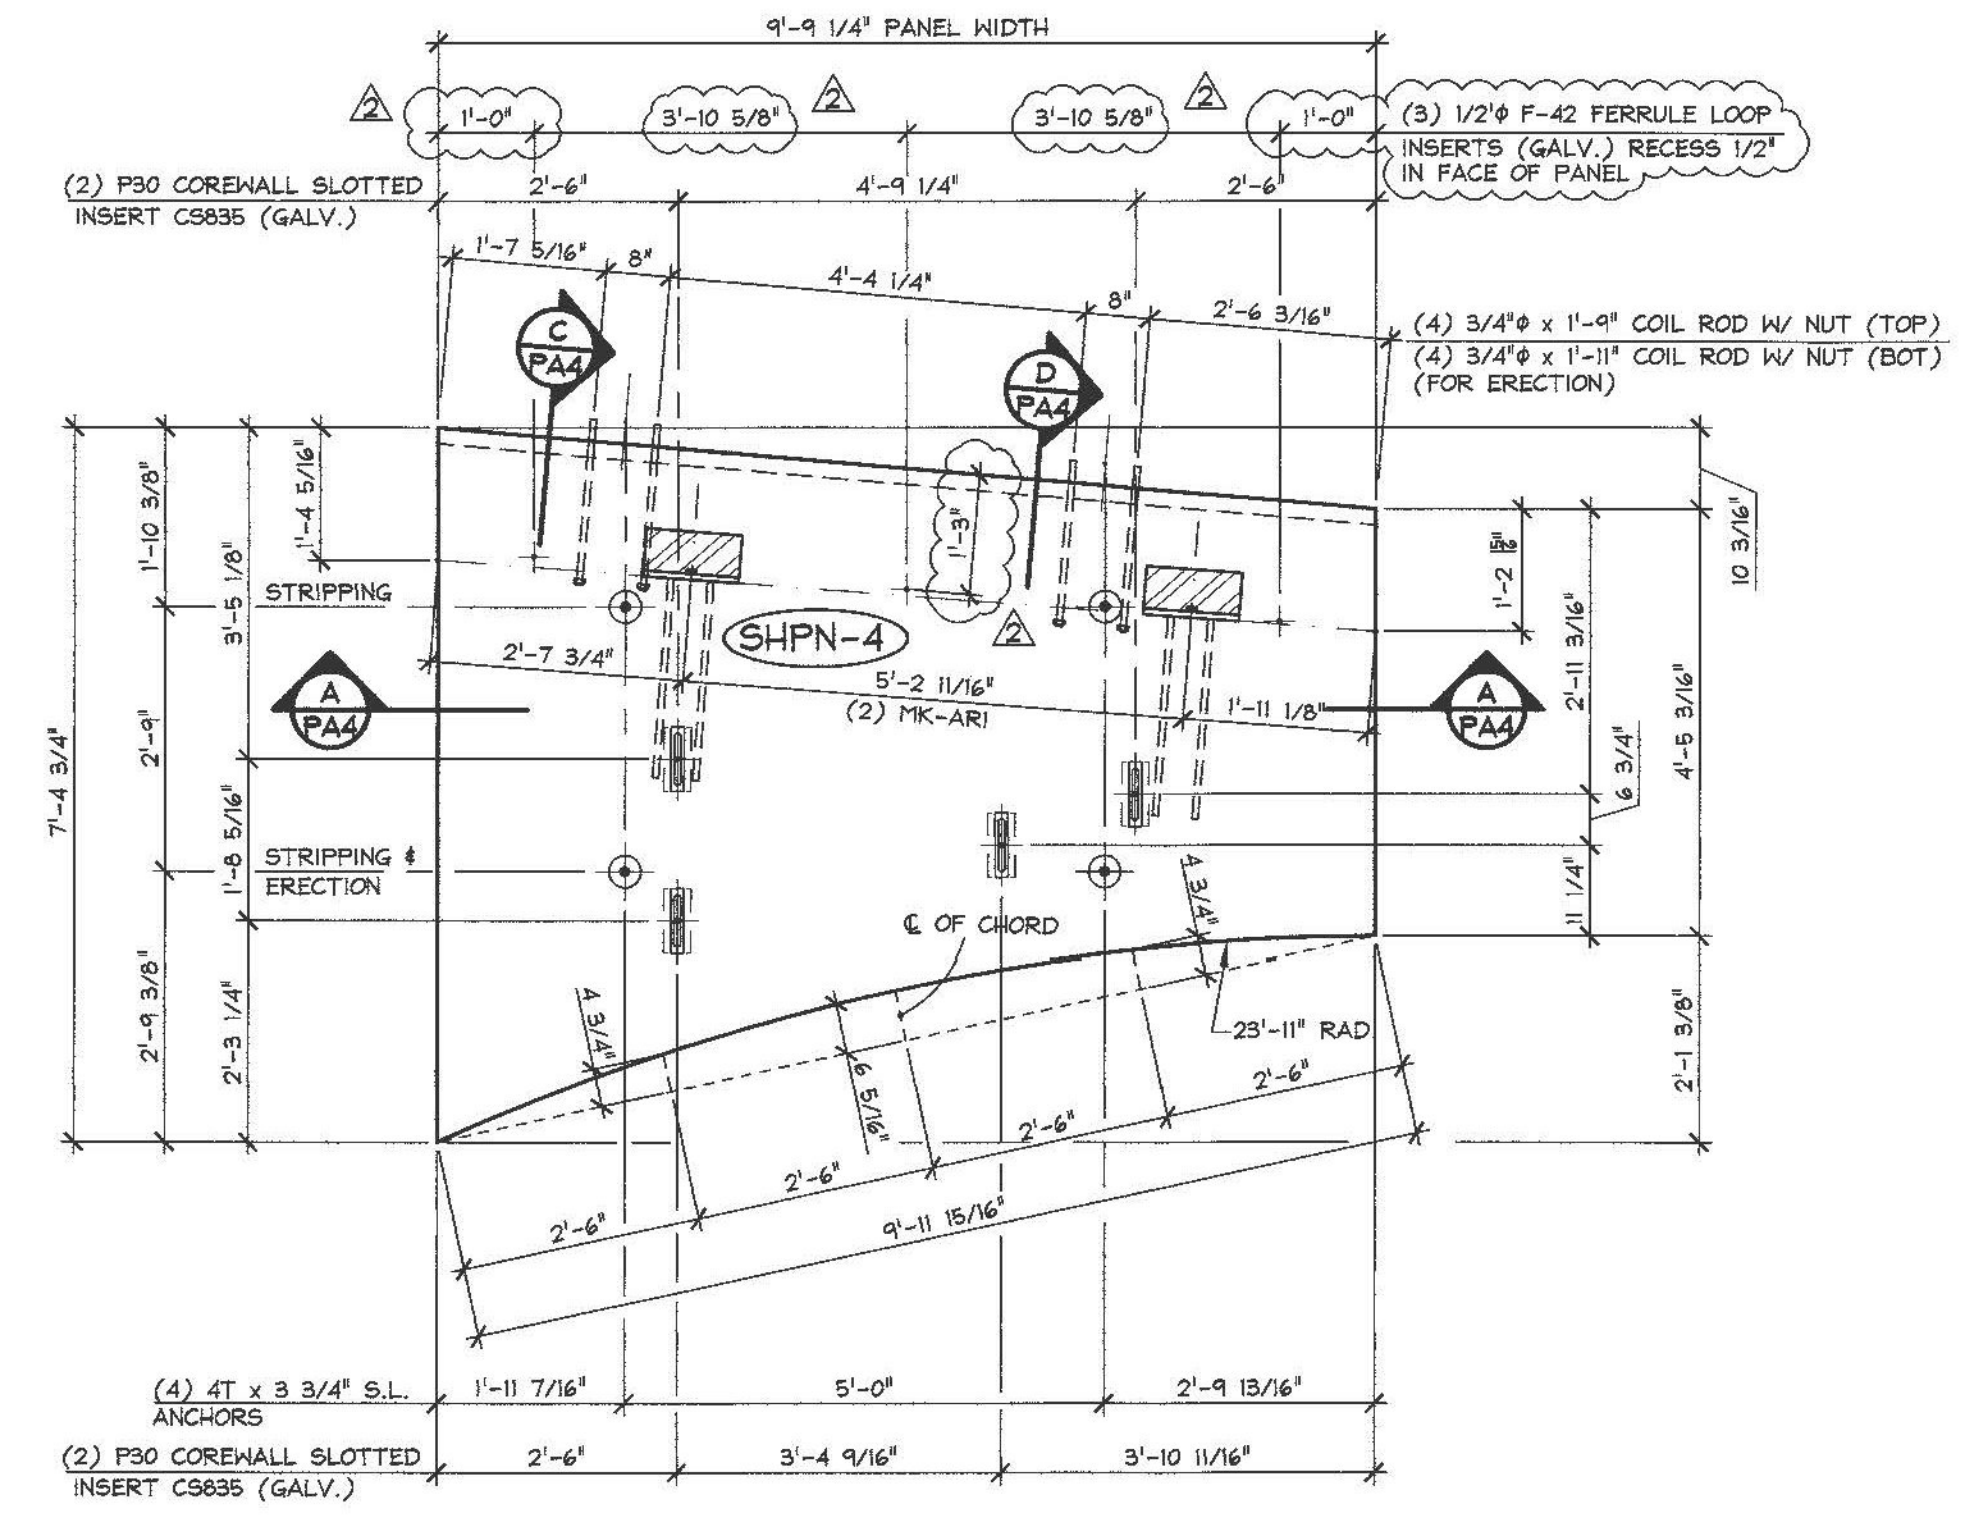 9'-9 1/4" PANEL WIDTH
2 2 2
1'-0" 3'-10 5/8" 3'-10 5/8" 1'-0"
(3) 1/2'ϕ F-42 FERRULE LOOP
INSERTS (GALV.) RECESS 1/2"
IN FACE OF PANEL
(2) P30 COREWALL SLOTTED
INSERT CS835 (GALV.)
2'-6" 4'-9 1/4" 2'-6"
1'-7 5/16" 8" 4'-4 1/4" 8" 2'-6 3/16"
(4) 3/4"ϕ x 1'-9" COIL ROD W/ NUT (TOP)
(4) 3/4"ϕ x 1'-11" COIL ROD W/ NUT (BOT)
(FOR ERECTION)
C
PA4
D
PA4
7'-4 3/4"
1'-10 3/8"
2'-9"
2'-9 3/8"
3'-5 1/8"
1'-8 5/16"
2'-3 1/4"
1'-4 5/16"
STRIPPING
1'-3"
2
SHPN-4
2'-7 3/4" 5'-2 11/16" 1'-11 1/8"
(2) MK-AR1
A
PA4
A
PA4
1'-2 15/16"
2'-11 3/16"
6 3/4"
11 1/4"
10 3/16"
4'-5 3/16"
2'-1 3/8"
STRIPPING &
ERECTION
℄ OF CHORD
4 3/4"
4 3/4"
6 5/16"
23'-11" RAD
2'-6" 2'-6" 2'-6" 2'-6"
9'-11 15/16"
(4) 4T x 3 3/4" S.L.
ANCHORS
1'-11 7/16" 5'-0" 2'-9 13/16"
(2) P30 COREWALL SLOTTED
INSERT CS835 (GALV.)
2'-6" 3'-4 9/16" 3'-10 11/16"